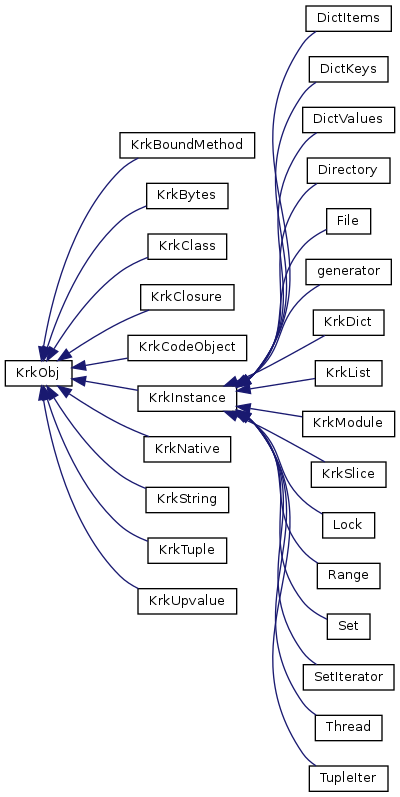 KrkObj
KrkBoundMethod
KrkBytes
KrkClass
KrkClosure
KrkCodeObject
KrkInstance
KrkNative
KrkString
KrkTuple
KrkUpvalue
DictItems
DictKeys
DictValues
Directory
File
generator
KrkDict
KrkList
KrkModule
KrkSlice
Lock
Range
Set
SetIterator
Thread
TupleIter